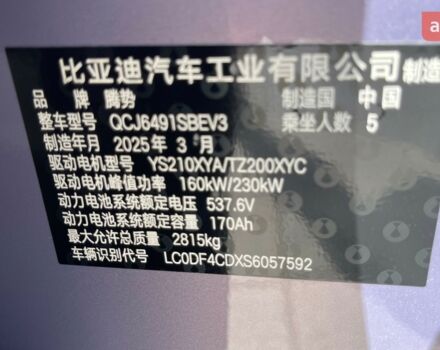 比亚迪汽车工业有限公司制造
品牌 腾势 制造国 中国
整车型号 QCJ6491SBEV3 乘坐人数 5
制造年月 2025年3月
驱动电机型号 YS210XYA/TZ200XYC
驱动电机峰值功率 160kW/230kW
动力电池系统额定电压 537.6V
动力电池系统额定容量 170Ah
最大允许总质量 2815kg
车辆识别代号 LC0DF4CDXS6057592